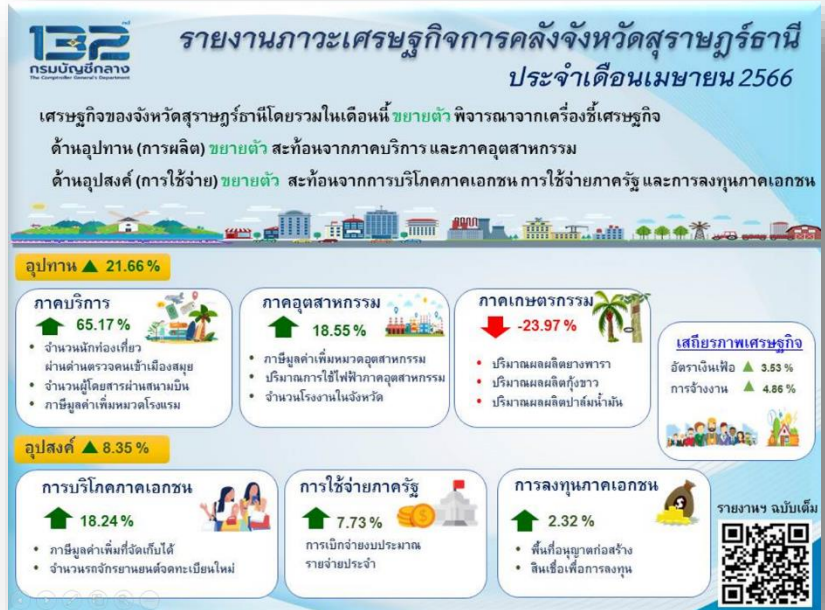 132
กรมบัญชีกลาง
The Comptroller General's Department
รายงานภาวะเศรษฐกิจการคลังจังหวัดสุราษฎร์ธานี
ประจำเดือนเมษายน 2566
เศรษฐกิจของจังหวัดสุราษฎร์ธานีโดยรวมในเดือนนี้ ขยายตัว พิจารณาจากเครื่องชี้เศรษฐกิจ
ด้านอุปทาน (การผลิต) ขยายตัว สะท้อนจากภาคบริการ และภาคอุตสาหกรรม
ด้านอุปสงค์ (การใช้จ่าย) ขยายตัว สะท้อนจากการบริโภคภาคเอกชน การใช้จ่ายภาครัฐ และการลงทุนภาคเอกชน
อุปทาน ▲ 21.66 %
ภาคบริการ
65.17 %
• จำนวนนักท่องเที่ยว
ผ่านด่านตรวจคนเข้าเมืองสมุย
• จำนวนผู้โดยสารผ่านสนามบิน
• ภาษีมูลค่าเพิ่มหมวดโรงแรม
ภาคอุตสาหกรรม
18.55 %
• ภาษีมูลค่าเพิ่มหมวดอุตสาหกรรม
• ปริมาณการใช้ไฟฟ้าภาคอุตสาหกรรม
• จำนวนโรงงานในจังหวัด
ภาคเกษตรกรรม
-23.97 %
• ปริมาณผลผลิตยางพารา
• ปริมาณผลผลิตกุ้งขาว
• ปริมาณผลผลิตปาล์มน้ำมัน
เสถียรภาพเศรษฐกิจ
อัตราเงินเฟ้อ ▲ 3.53 %
การจ้างงาน ▲ 4.86 %
อุปสงค์ ▲ 8.35 %
การบริโภคภาคเอกชน
18.24 %
• ภาษีมูลค่าเพิ่มที่จัดเก็บได้
• จำนวนรถจักรยานยนต์จดทะเบียนใหม่
การใช้จ่ายภาครัฐ
7.73 %
การเบิกจ่ายงบประมาณ
รายจ่ายประจำ
การลงทุนภาคเอกชน
2.32 %
• พื้นที่อนุญาตก่อสร้าง
• สินเชื่อเพื่อการลงทุน
รายงานฯ ฉบับเต็ม